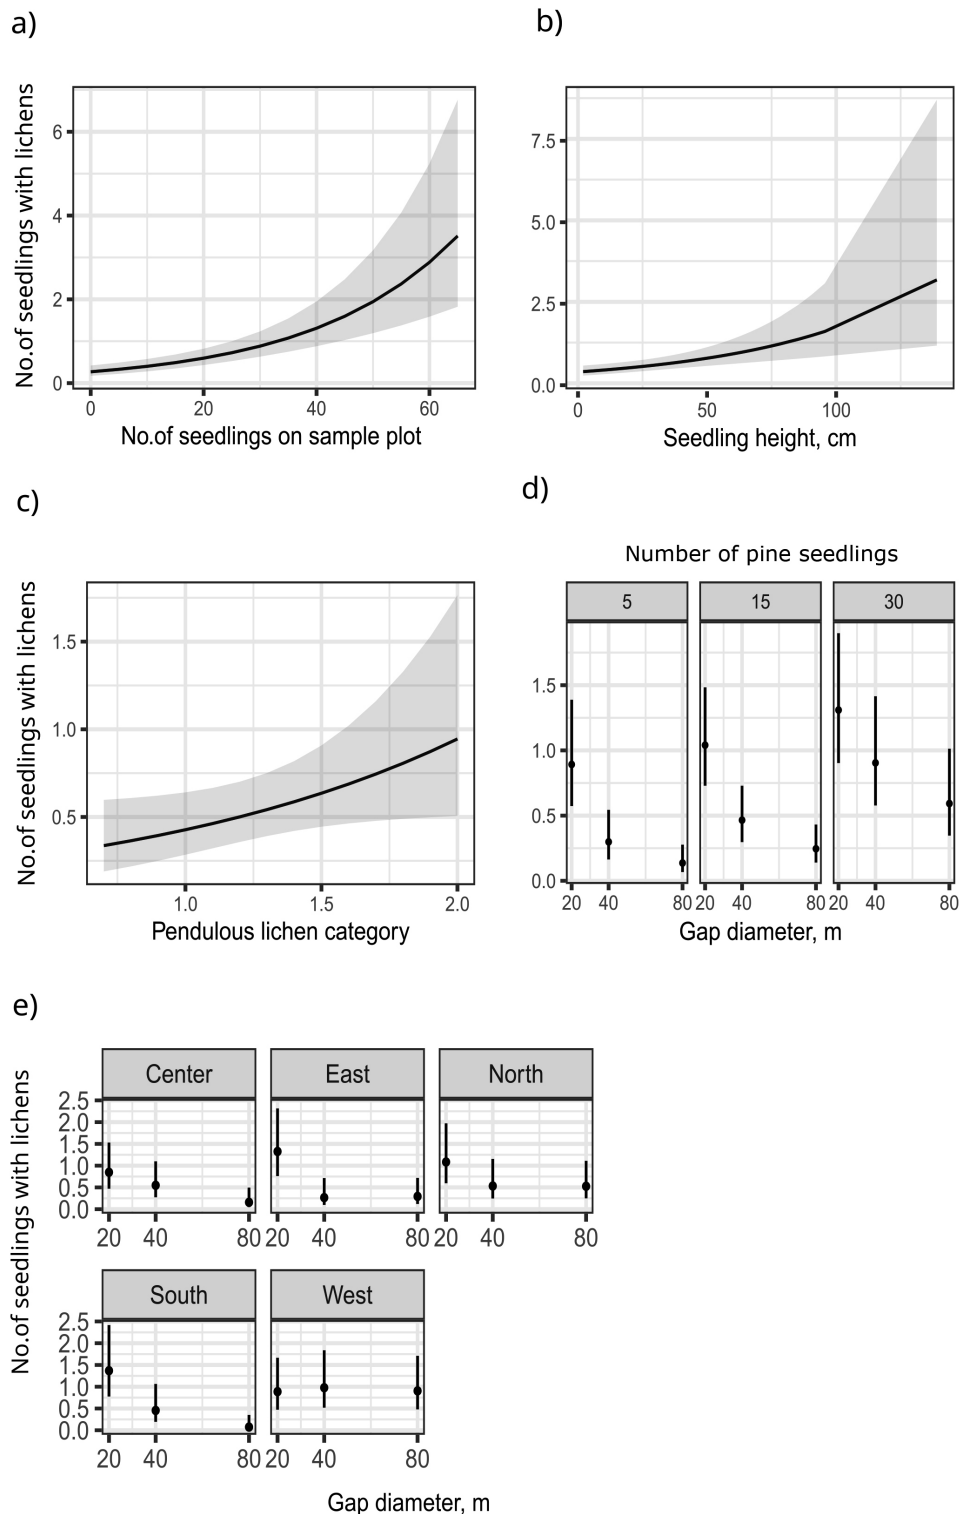 a)
No.of seedlings with lichens
6
4
2
0
0 20 40 60
No.of seedlings on sample plot
b)
7.5
5.0
2.5
0.0
0 50 100
Seedling height, cm
c)
No.of seedlings with lichens
1.5
1.0
0.5
1.0 1.5 2.0
Pendulous lichen category
d)
Number of pine seedlings
5 15 30
1.5
1.0
0.5
0.0
20 40 80 20 40 80 20 40 80
Gap diameter, m
e)
No.of seedlings with lichens
Center East North
2.5
2.0
1.5
1.0
0.5
0.0
20 40 80 20 40 80 20 40 80
South West
2.5
2.0
1.5
1.0
0.5
0.0
20 40 80 20 40 80
Gap diameter, m